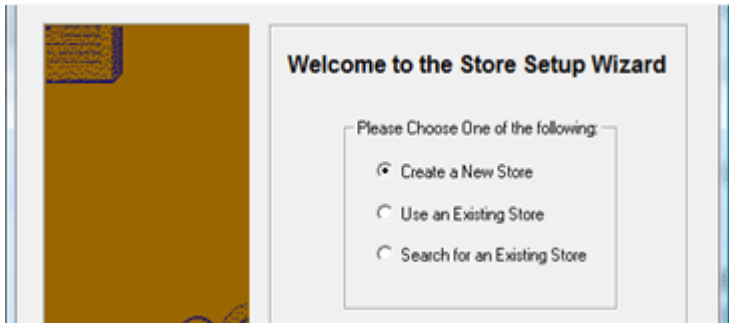 Welcome to the Store Setup Wizard
Please Choose One of the following:
Create a New Store
Use an Existing Store
Search for an Existing Store